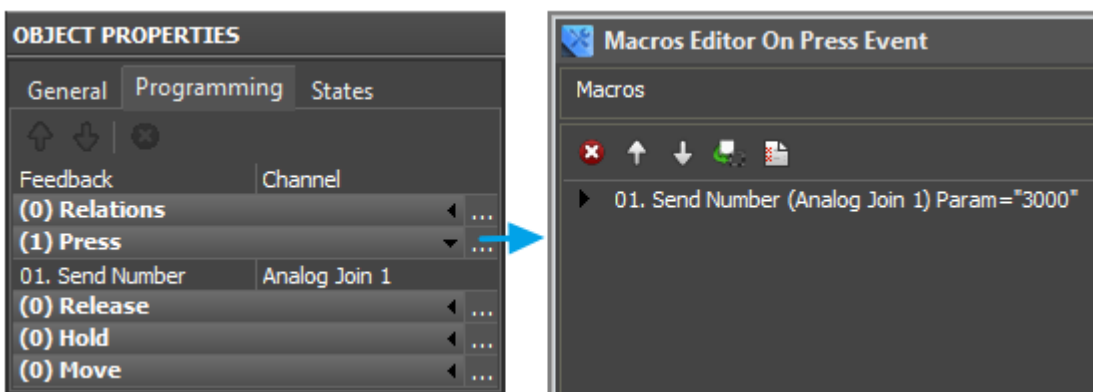 OBJECT PROPERTIES
General Programming States
Feedback Channel
(0) Relations ...
(1) Press ...
01. Send Number Analog Join 1
(0) Release ...
(0) Hold ...
(0) Move ...
Macros Editor On Press Event
Macros
01. Send Number (Analog Join 1) Param="3000"